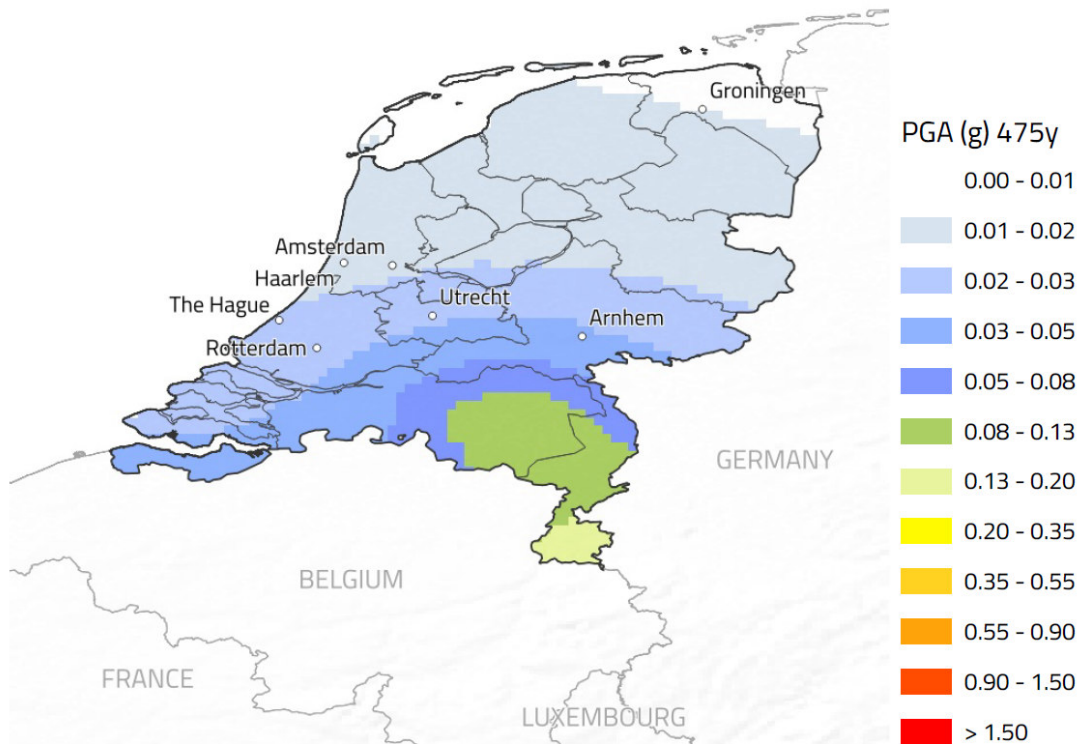 Groningen
Amsterdam
Haarlem
The Hague
Utrecht
Arnhem
Rotterdam
GERMANY
BELGIUM
FRANCE
LUXEMBOURG
PGA (g) 475y
0.00 - 0.01
0.01 - 0.02
0.02 - 0.03
0.03 - 0.05
0.05 - 0.08
0.08 - 0.13
0.13 - 0.20
0.20 - 0.35
0.35 - 0.55
0.55 - 0.90
0.90 - 1.50
> 1.50